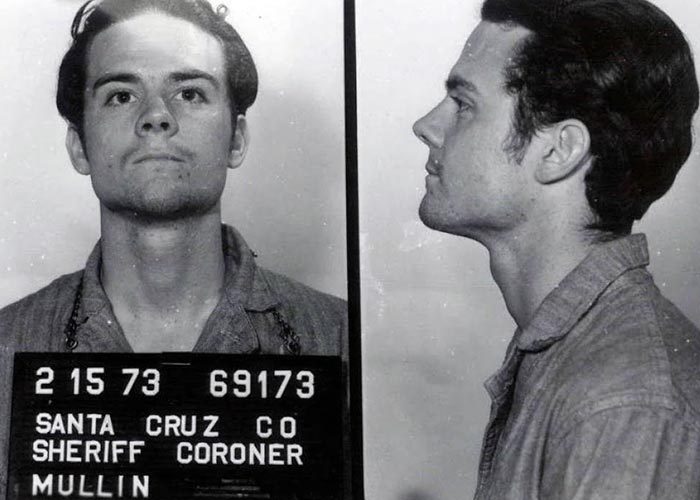 2 15 73 69173
SANTA CRUZ CO
SHERIFF CORONER
MULLIN